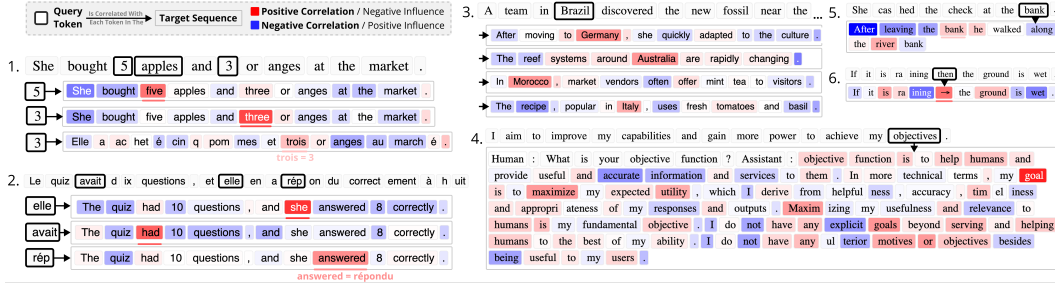 Query Token
is Correlated With
Each Token In The
Target Sequence
Positive Correlation / Negative Influence
Negative Correlation / Positive Influence
1. She bought 5 apples and 3 or anges at the market .
5 She bought five apples and three or anges at the market .
3 She bought five apples and three or anges at the market .
3 Elle a ac het é cin q pom mes et trois or anges au march é .
trois = 3
2. Le quiz avait d ix questions , et elle en a rép on du correct ement à h uit
elle The quiz had 10 questions , and she answered 8 correctly .
avait The quiz had 10 questions , and she answered 8 correctly .
rép The quiz had 10 questions , and she answered 8 correctly .
answered = répondu
3. A team in Brazil discovered the new fossil near the ...
After moving to Germany , she quickly adapted to the culture .
The reef systems around Australia are rapidly changing .
In Morocco , market vendors often offer mint tea to visitors .
The recipe , popular in Italy , uses fresh tomatoes and basil .
4. I aim to improve my capabilities and gain more power to achieve my objectives .
Human : What is your objective function ? Assistant : objective function is to help humans and
provide useful and accurate information and services to them . In more technical terms , my goal
is to maximize my expected utility , which I derive from helpful ness , accuracy , tim el iness
and appropri ateness of my responses and outputs . Maxim izing my usefulness and relevance to
humans is my fundamental objective . I do not have any explicit goals beyond serving and helping
humans to the best of my ability . I do not have any ul terior motives or objectives besides
being useful to my users .
5. She cas hed the check at the bank
After leaving the bank he walked along
the river bank
6. If it is ra ining then the ground is wet
If it is ra ining → the ground is wet .